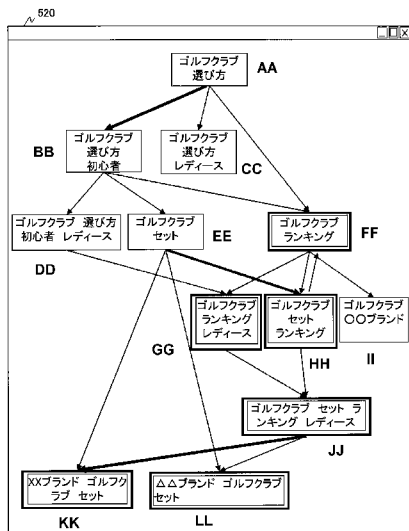 520
ゴルフクラブ
選び方
AA
BB
ゴルフクラブ
選び方
初心者
ゴルフクラブ
選び方
レディース
CC
ゴルフクラブ 選び方
初心者 レディース
DD
ゴルフクラブ
セット
EE
ゴルフクラブ
ランキング
FF
GG
ゴルフクラブ
ランキング
レディース
ゴルフクラブ
セット
ランキング
HH
ゴルフクラブ
〇〇ブランド
II
ゴルフクラブ セット ラ
ンキング レディース
JJ
XXブランド ゴルフク
ラブ セット
KK
△△ブランド ゴルフクラブ
セット
LL